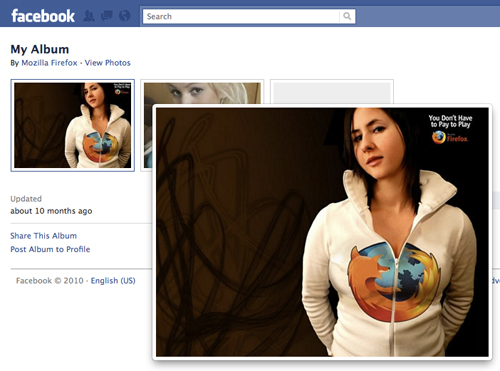 facebook
Search
My Album
By Mozilla Firefox · View Photos
You Don't Have
to Pay to Play
Firefox
Updated
about 10 months ago
Share This Album
Post Album to Profile
Facebook © 2010 · English (US)